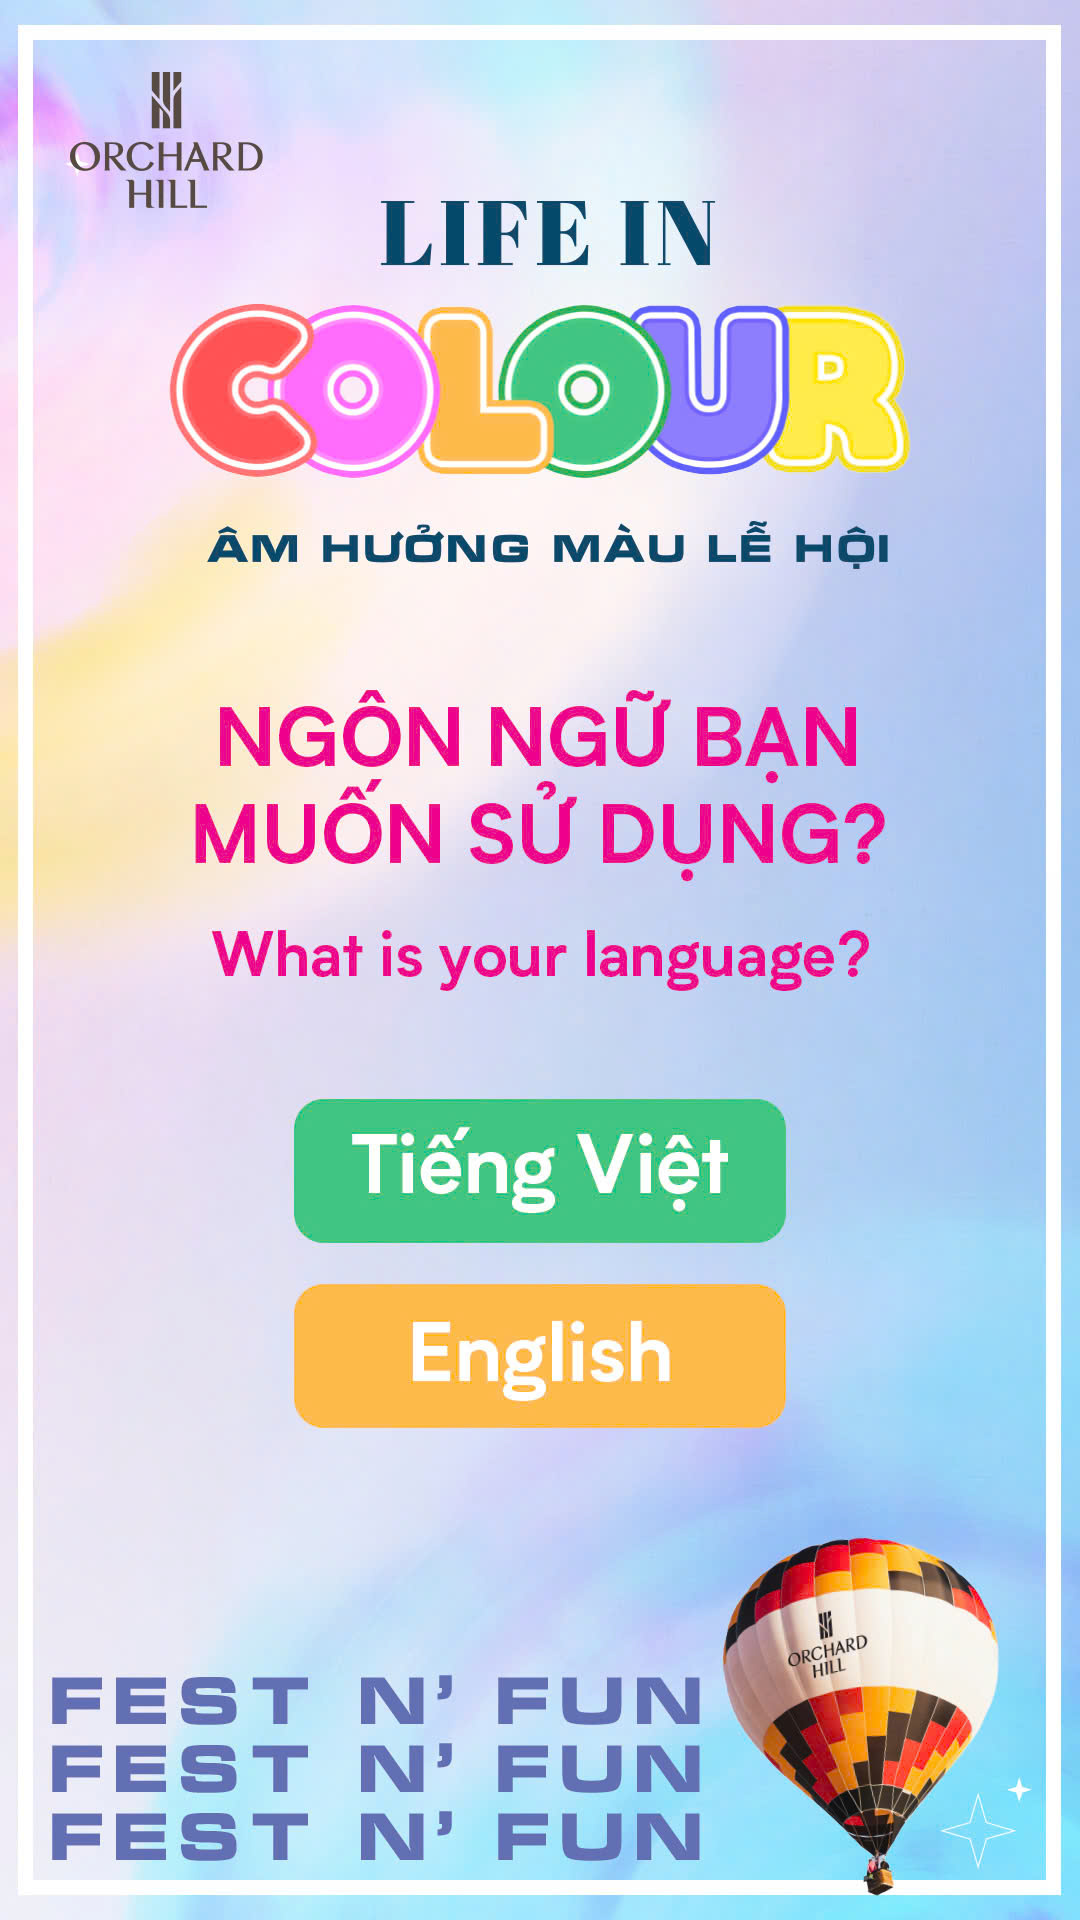 ORCHARD
HILL
LIFE IN
COLOUR
ÂM HƯỞNG MÀU LỄ HỘI
NGÔN NGỮ BẠN
MUỐN SỬ DỤNG?
What is your language?
Tiếng Việt
English
ORCHARD
HILL
FEST N’ FUN
FEST N’ FUN
FEST N’ FUN